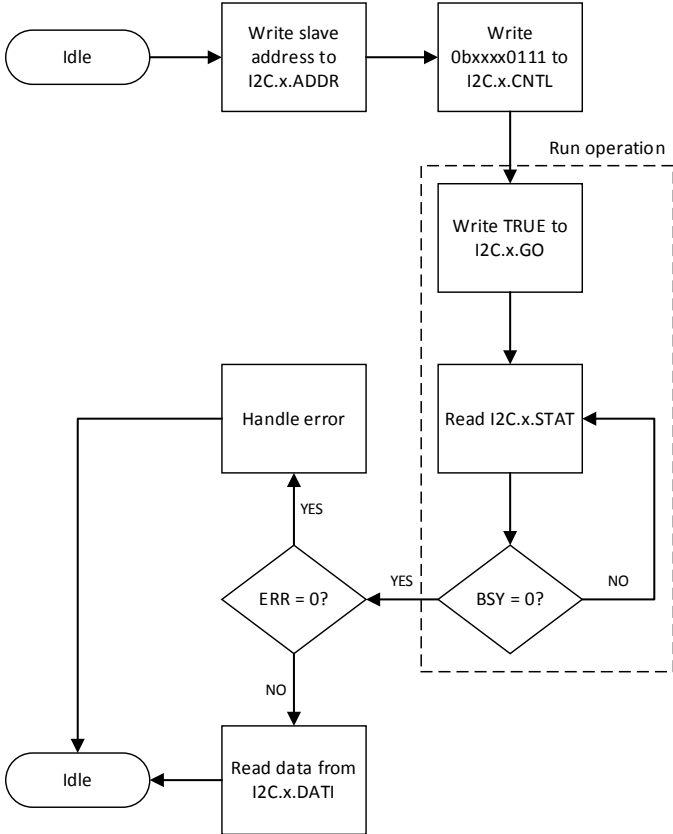 Idle
Write slave
address to
I2C.x.ADDR
Write
0bxxxx0111 to
I2C.x.CNTL
Run operation
Write TRUE to
I2C.x.GO
Read I2C.x.STAT
BSY = 0?
NO
YES
ERR = 0?
YES
Handle error
NO
Read data from
I2C.x.DATI
Idle